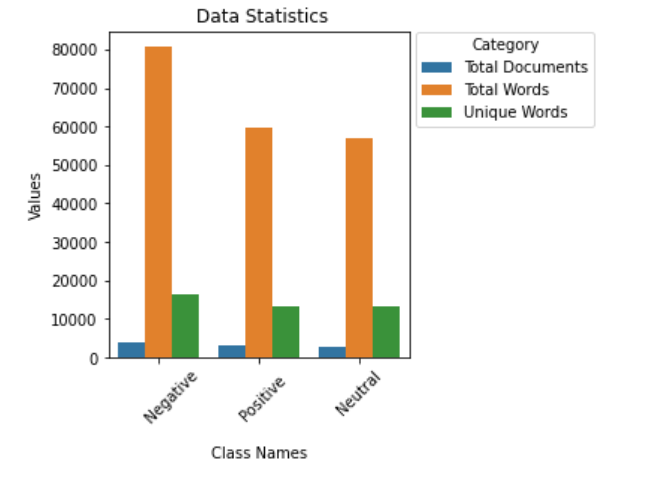 Data Statistics
Category
Total Documents
Total Words
Unique Words
Values
80000
70000
60000
50000
40000
30000
20000
10000
0
Negative
Positive
Neutral
Class Names